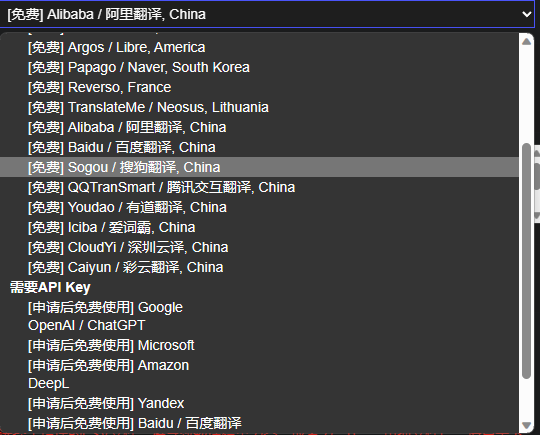 [免费] Alibaba / 阿里翻译, China
[免费] Argos / Libre, America
[免费] Papago / Naver, South Korea
[免费] Reverso, France
[免费] TranslateMe / Neosus, Lithuania
[免费] Alibaba / 阿里翻译, China
[免费] Baidu / 百度翻译, China
[免费] Sogou / 搜狗翻译, China
[免费] QQTranSmart / 腾讯交互翻译, China
[免费] Youdao / 有道翻译, China
[免费] Iciba / 爱词霸, China
[免费] CloudYi / 深圳云译, China
[免费] Caiyun / 彩云翻译, China
需要API Key
[申请后免费使用] Google
OpenAI / ChatGPT
[申请后免费使用] Microsoft
[申请后免费使用] Amazon
DeepL
[申请后免费使用] Yandex
[申请后免费使用] Baidu / 百度翻译